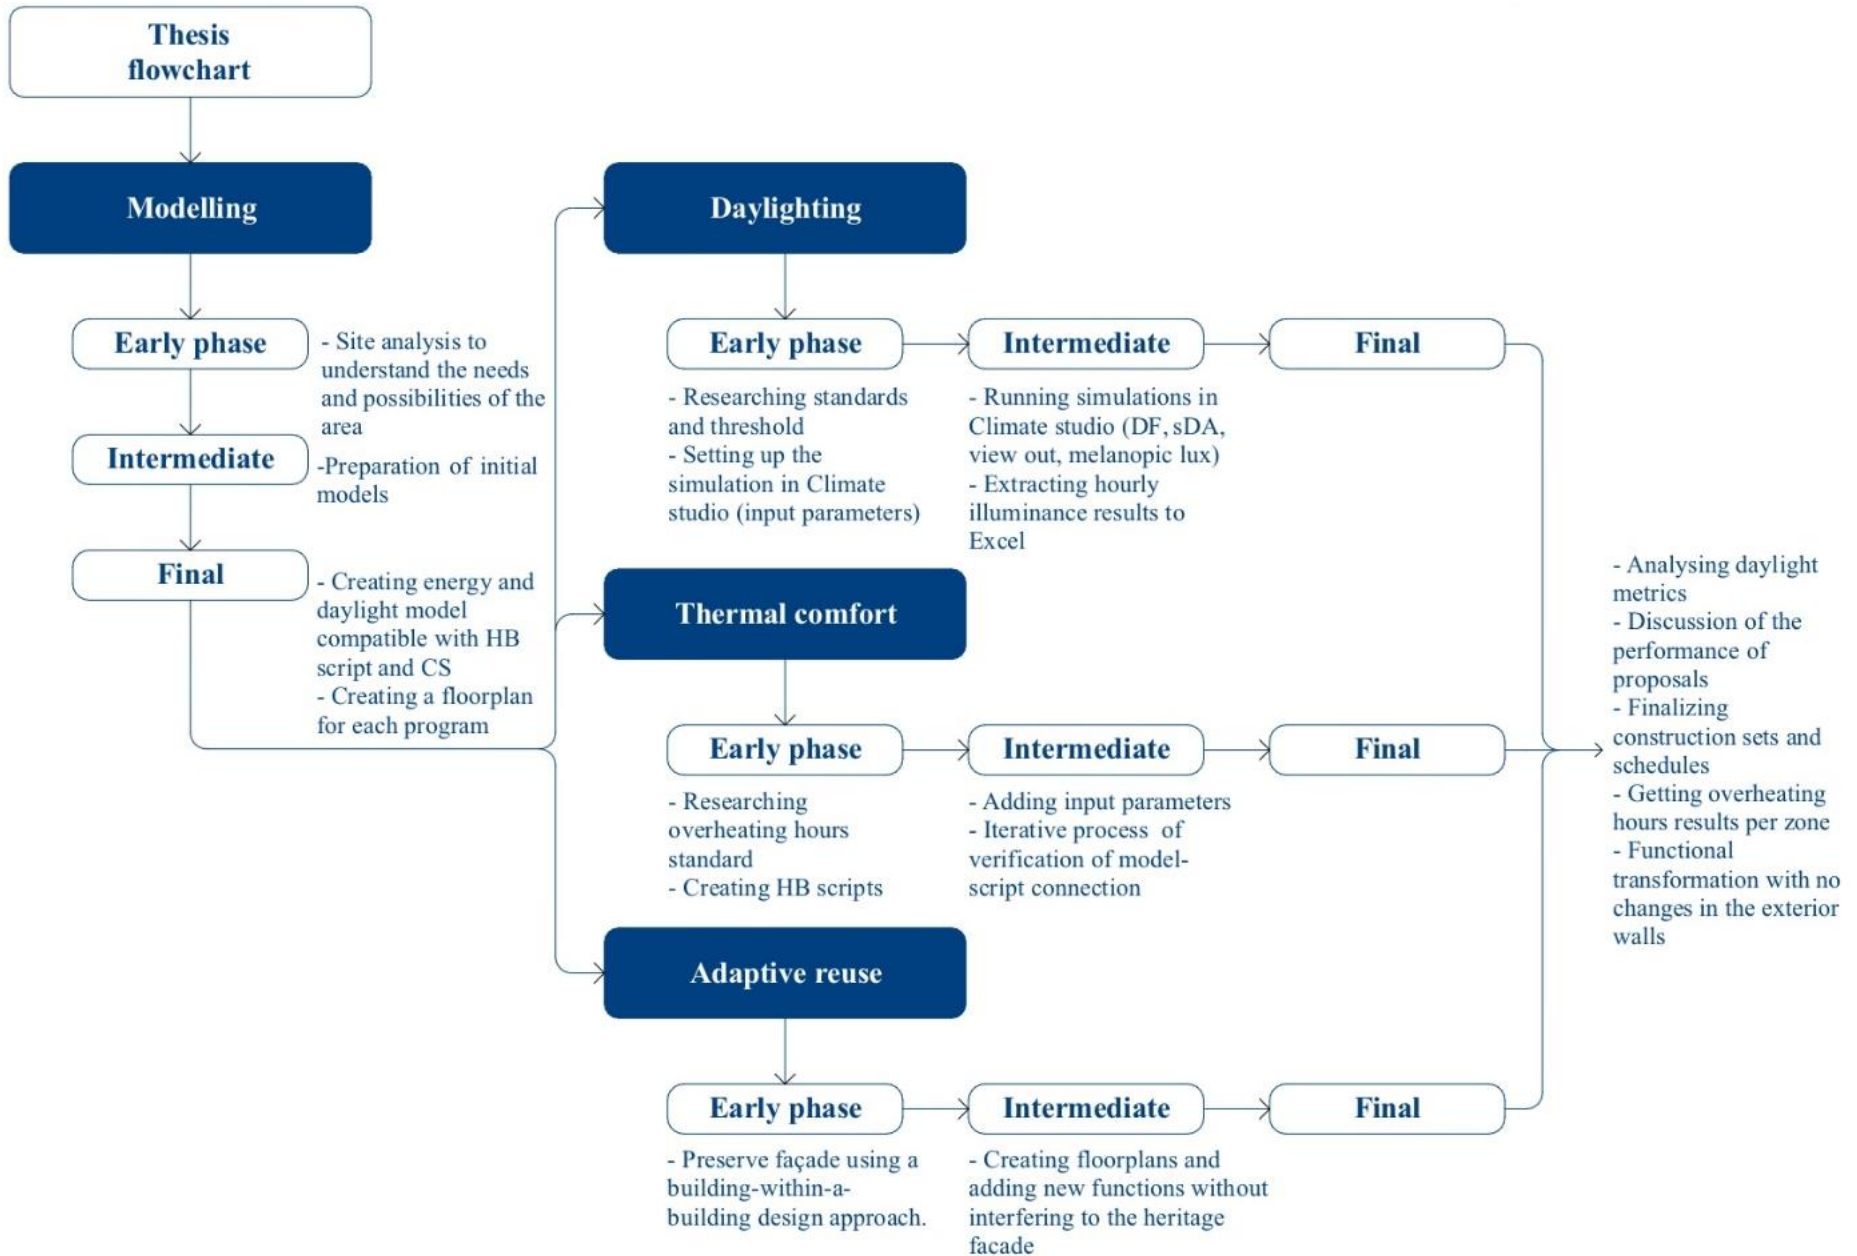 Thesis
flowchart
Modelling
Early phase
- Site analysis to
understand the needs
and possibilities of the
area
Intermediate
-Preparation of initial
models
Final
- Creating energy and
daylight model
compatible with HB
script and CS
- Creating a floorplan
for each program
Daylighting
Early phase
- Researching standards
and threshold
- Setting up the
simulation in Climate
studio (input parameters)
Intermediate
- Running simulations in
Climate studio (DF, sDA,
view out, melanopic lux)
- Extracting hourly
illuminance results to
Excel
Final
Thermal comfort
Early phase
- Researching
overheating hours
standard
- Creating HB scripts
Intermediate
- Adding input parameters
- Iterative process of
verification of model-
script connection
Final
Adaptive reuse
Early phase
- Preserve façade using a
building-within-a-
building design approach.
Intermediate
- Creating floorplans and
adding new functions without
interfering to the heritage
facade
Final
- Analysing daylight
metrics
- Discussion of the
performance of
proposals
- Finalizing
construction sets and
schedules
- Getting overheating
hours results per zone
- Functional
transformation with no
changes in the exterior
walls